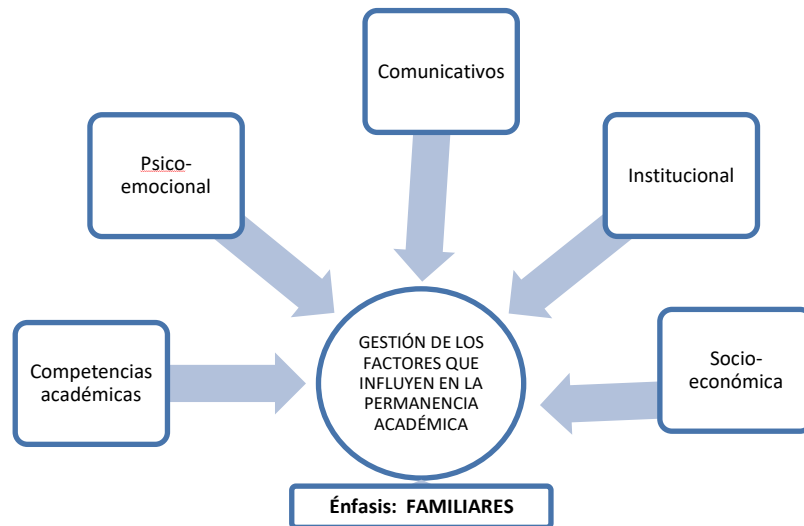 Comunicativos
Psico-
emocional
Institucional
Competencias
académicas
GESTIÓN DE LOS
FACTORES QUE
INFLUYEN EN LA
PERMANENCIA
ACADÉMICA
Socio-
económica
Énfasis: FAMILIARES